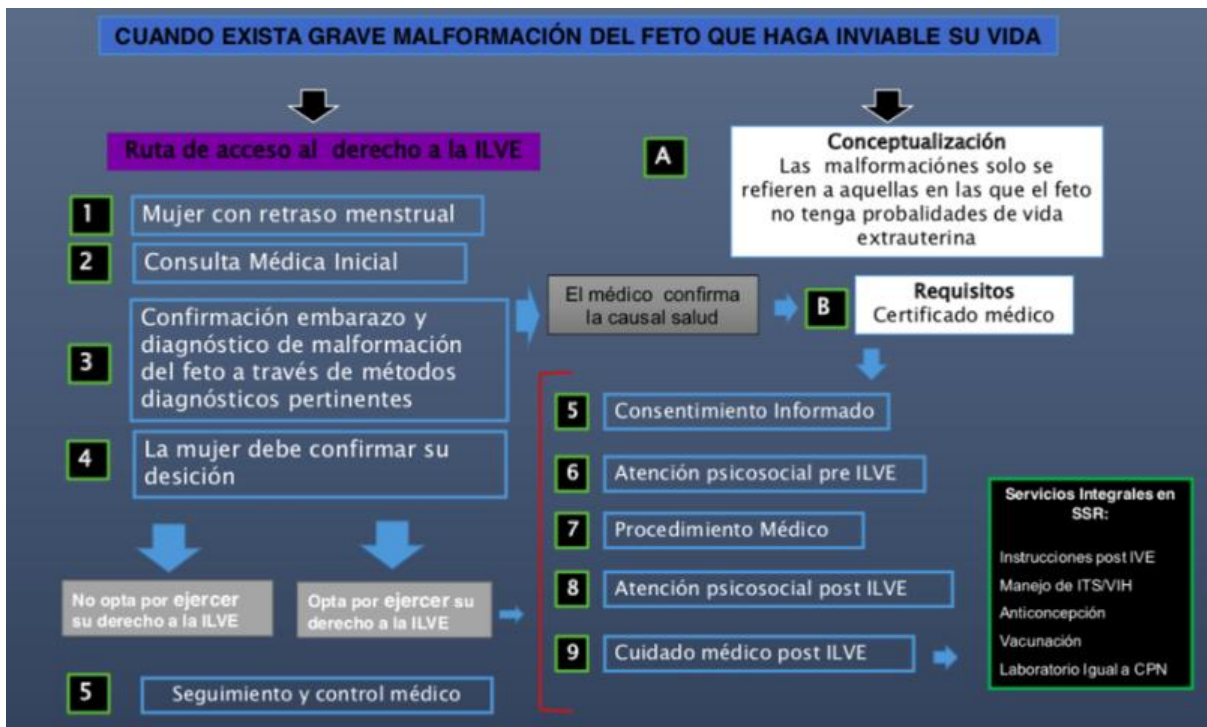 CUANDO EXISTA GRAVE MALFORMACIÓN DEL FETO QUE HAGA INVIABLE SU VIDA
Ruta de acceso al derecho a la ILVE
1
Mujer con retraso menstrual
2
Consulta Médica Inicial
3
Confirmación embarazo y
diagnóstico de malformación
del feto a través de métodos
diagnósticos pertinentes
4
La mujer debe confirmar su
desición
No opta por ejercer
su derecho a la ILVE
Opta por ejercer su
derecho a la ILVE
5
Seguimiento y control médico
A
Conceptualización
Las malformaciónes solo se
refieren a aquellas en las que el feto
no tenga probalidades de vida
extrauterina
El médico confirma
la causal salud
B
Requisitos
Certificado médico
5
Consentimiento Informado
6
Atención psicosocial pre ILVE
7
Procedimiento Médico
8
Atención psicosocial post ILVE
9
Cuidado médico post ILVE
Servicios Integrales en
SSR:
Instrucciones post IVE
Manejo de ITS/VIH
Anticoncepción
Vacunación
Laboratorio Igual a CPN